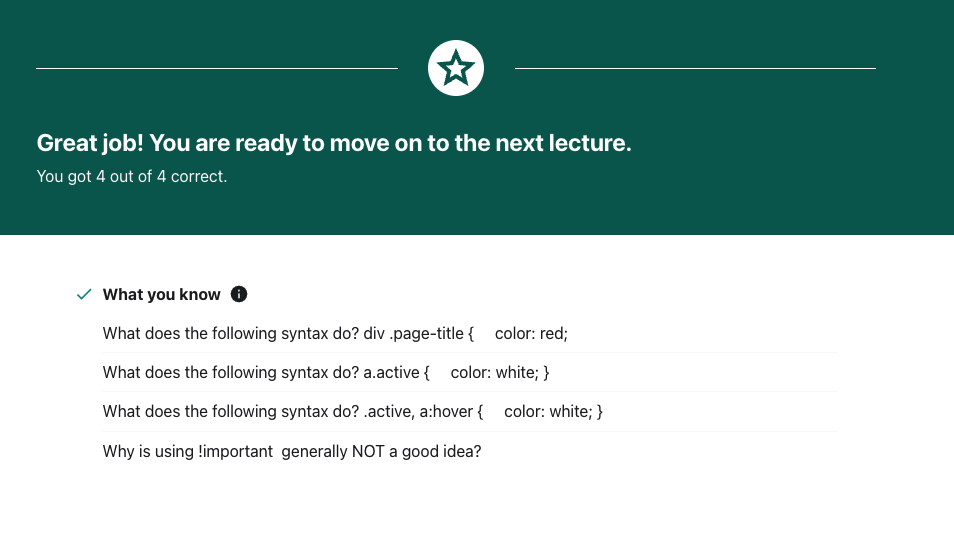 Great job! You are ready to move on to the next lecture.
You got 4 out of 4 correct.
What you know
What does the following syntax do? div .page-title {     color: red;
What does the following syntax do? a.active {     color: white; }
What does the following syntax do? .active, a:hover {     color: white; }
Why is using !important  generally NOT a good idea?